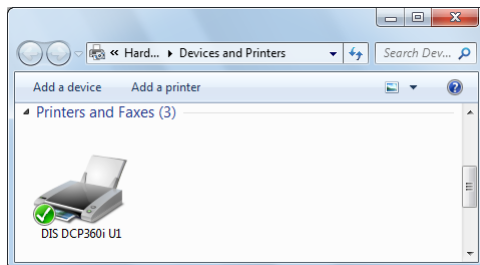 « Hard... ▸ Devices and Printers
Search Dev...
Add a device Add a printer
Printers and Faxes (3)
DIS DCP360i U1